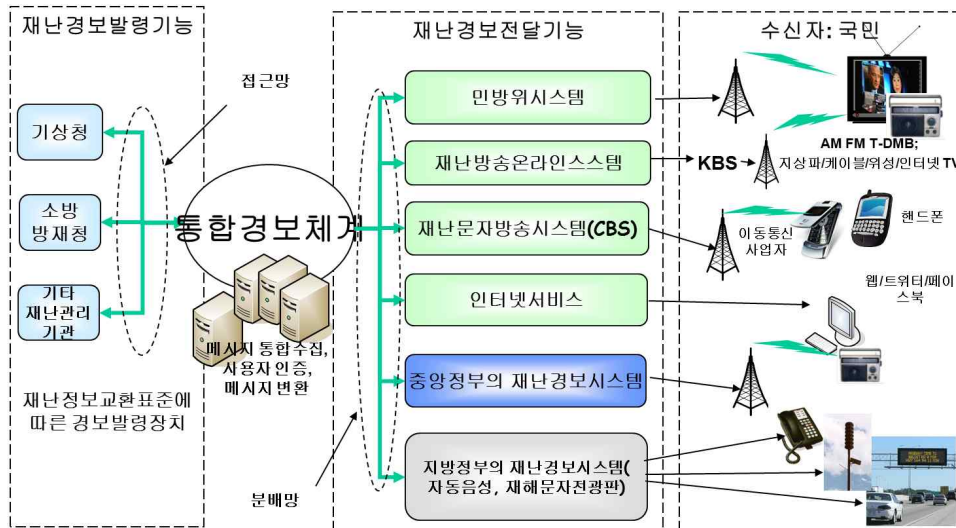 재난경보발령기능
접근망
기상청
소방
방재청
기타
재난관리
기관
재난정보교환표준에
따른 경보발령장치
통합경보체계
메시지 통합수집,
사용자인증,
메시지 변환
분배망
재난경보전달기능
민방위시스템
재난방송온라인스스템
재난문자방송시스템(CBS)
인터넷서비스
중앙정부의 재난경보시스템
지방정부의 재난경보시스템(
자동음성, 재해문자전광판)
수신자: 국민
AM FM T-DMB;
지상파/케이블/위성/인터넷 TV
KBS
이동통신
사업자
핸드폰
웹/트위터/페이
스북